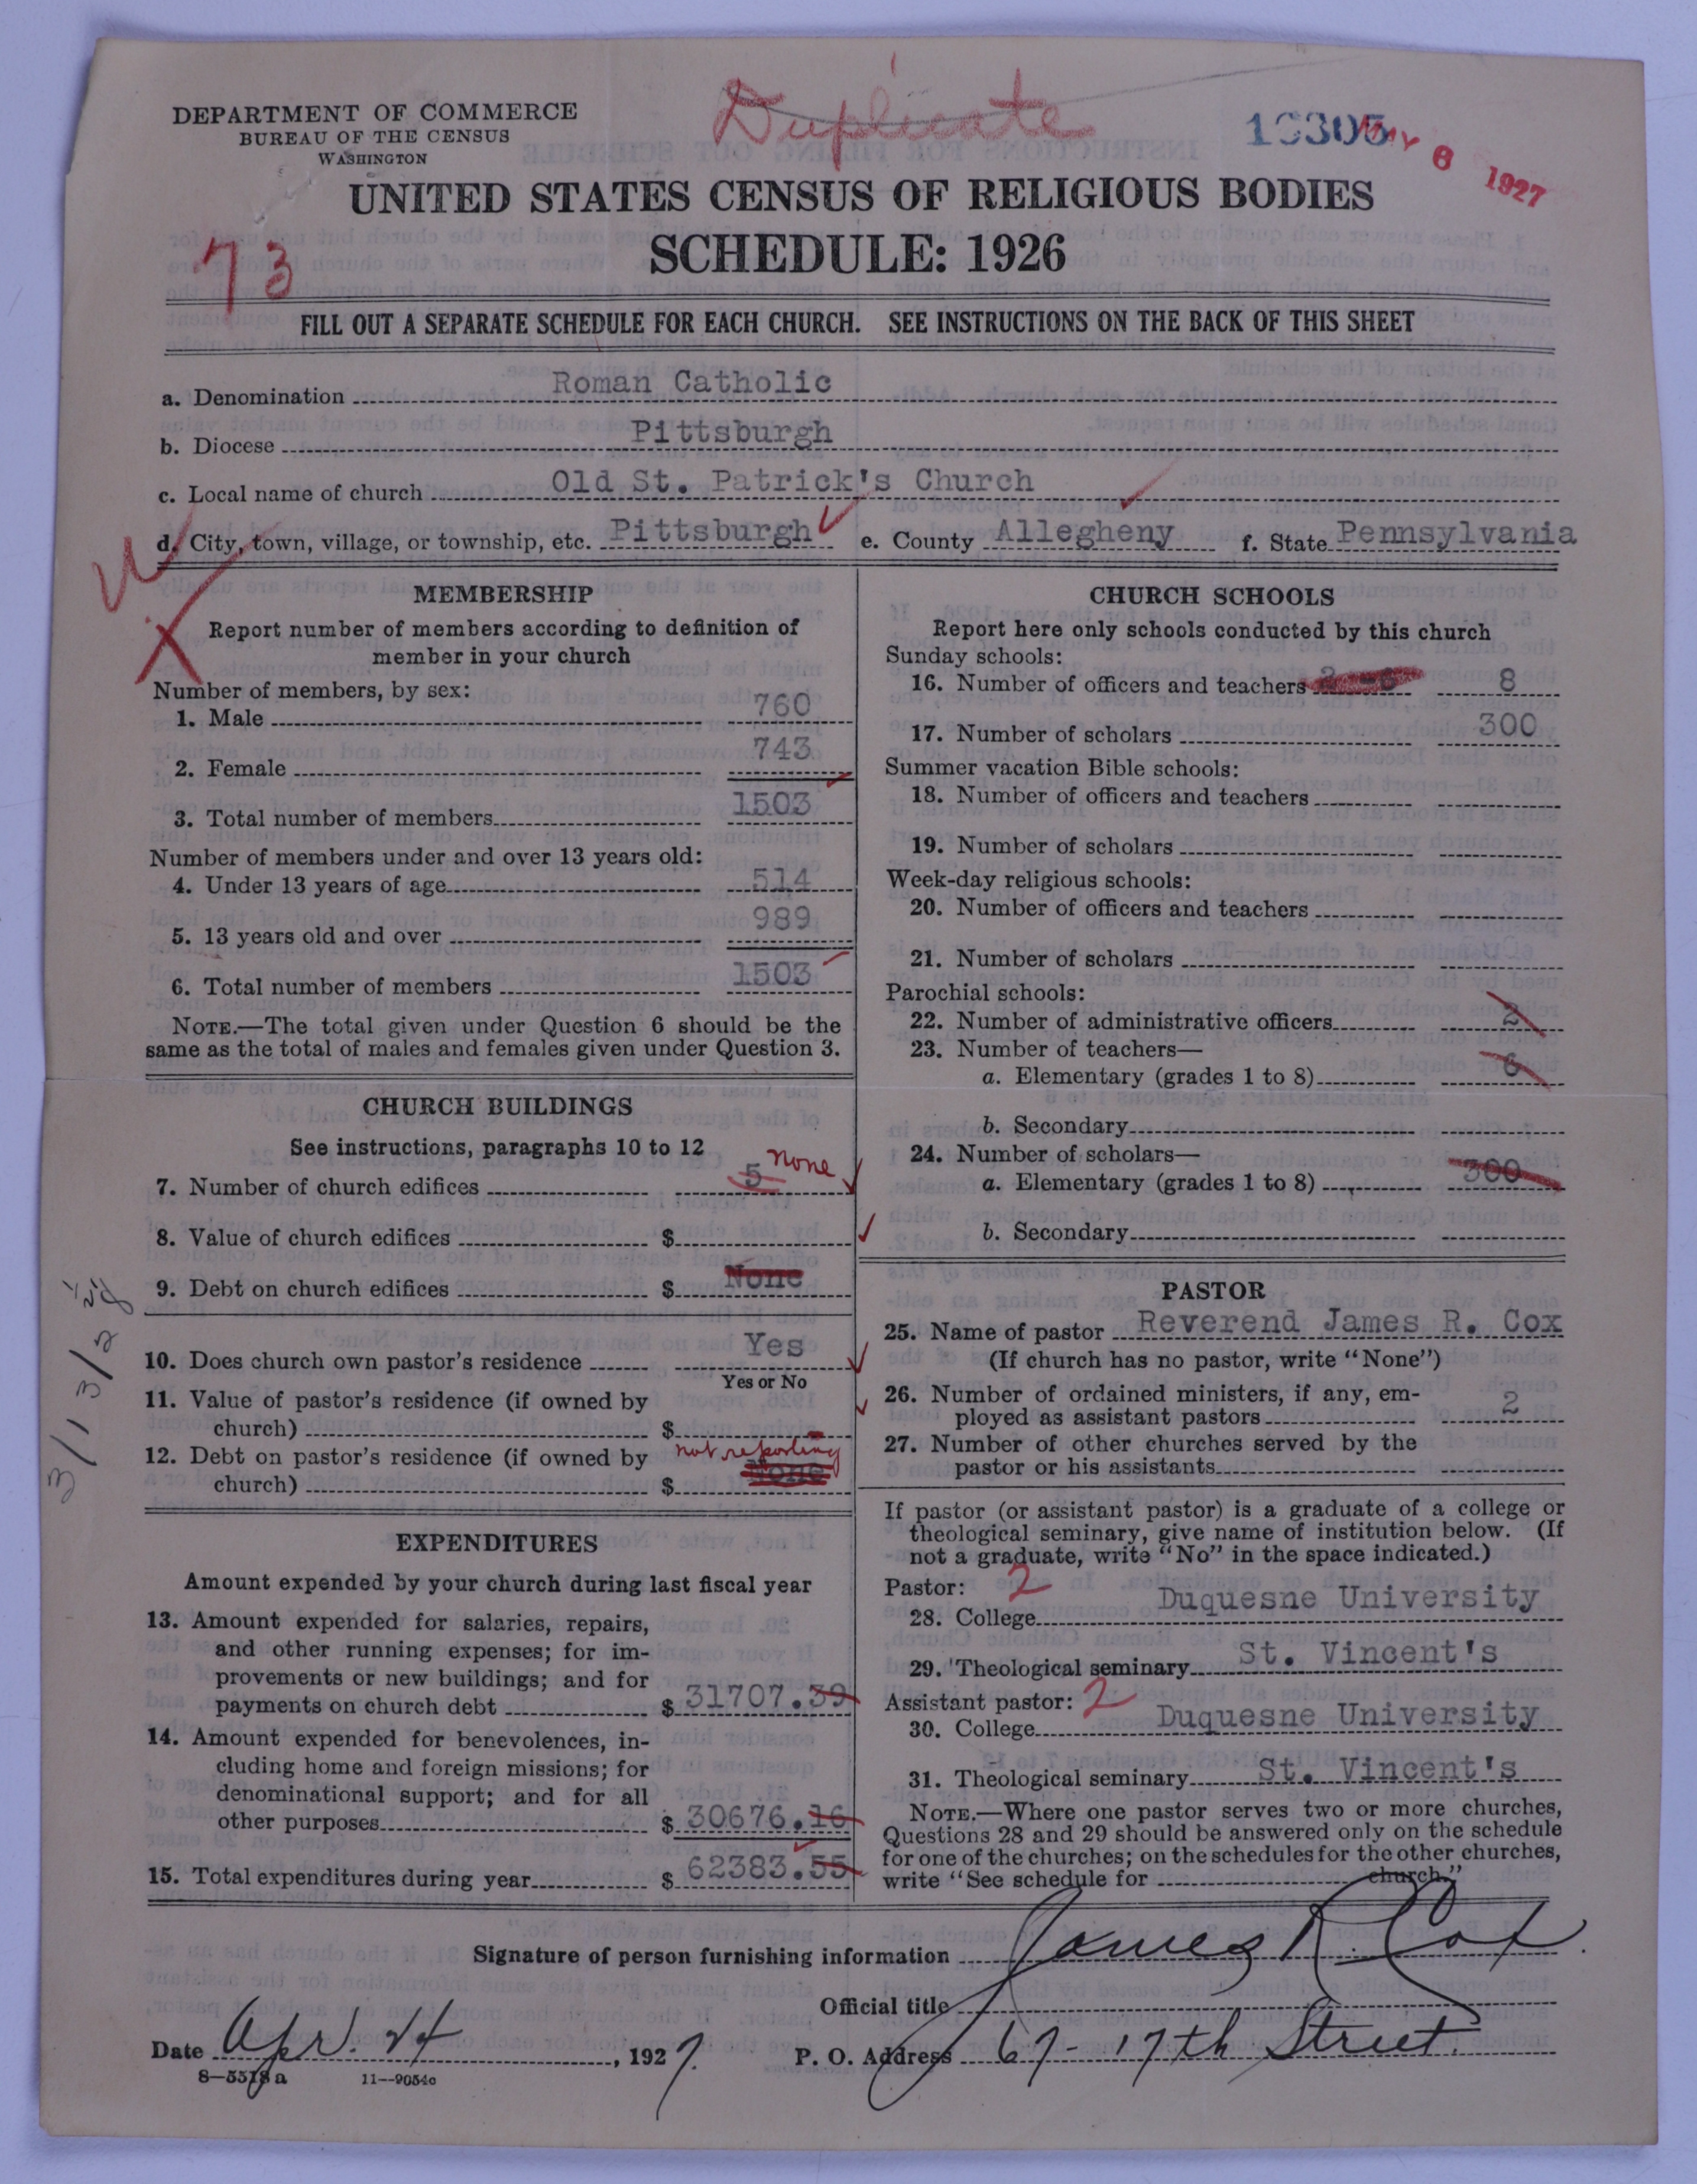 DEPARTMENT OF COMMERCE
BUREAU OF THE CENSUS
WASHINGTON
Duplicate
MAY 6 1927
UNITED STATES CENSUS OF RELIGIOUS BODIES
SCHEDULE: 1926
73
FILL OUT A SEPARATE SCHEDULE FOR EACH CHURCH. SEE INSTRUCTIONS ON THE BACK OF THIS SHEET
a. Denomination Roman Catholic
b. Diocese Pittsburgh
c. Local name of church Old St. Patrick's Church
d. City, town, village, or township, etc. Pittsburgh e. County Allegheny f. State Pennsylvania
MEMBERSHIP
Report number of members according to definition of
member in your church
Number of members, by sex:
1. Male 760
2. Female 743
3. Total number of members 1503
Number of members under and over 13 years old:
4. Under 13 years of age 514
5. 13 years old and over 989
6. Total number of members 1503
NOTE.—The total given under Question 6 should be the
same as the total of males and females given under Question 3.
CHURCH BUILDINGS
See instructions, paragraphs 10 to 12
7. Number of church edifices 5 none
8. Value of church edifices $
9. Debt on church edifices $ None
10. Does church own pastor's residence Yes
Yes or No
11. Value of pastor's residence (if owned by
church) $
12. Debt on pastor's residence (if owned by not reporting
church) $ None
EXPENDITURES
Amount expended by your church during last fiscal year
13. Amount expended for salaries, repairs,
and other running expenses; for im-
provements or new buildings; and for
payments on church debt $ 31707.39
14. Amount expended for benevolences, in-
cluding home and foreign missions; for
denominational support; and for all
other purposes $ 30676.16
15. Total expenditures during year $ 62383.55
CHURCH SCHOOLS
Report here only schools conducted by this church
Sunday schools:
16. Number of officers and teachers 8
17. Number of scholars 300
Summer vacation Bible schools:
18. Number of officers and teachers
19. Number of scholars
Week-day religious schools:
20. Number of officers and teachers
21. Number of scholars
Parochial schools:
22. Number of administrative officers 2
23. Number of teachers—
a. Elementary (grades 1 to 8) 6
b. Secondary
24. Number of scholars—
a. Elementary (grades 1 to 8) 300
b. Secondary
PASTOR
25. Name of pastor Reverend James R. Cox
(If church has no pastor, write "None")
26. Number of ordained ministers, if any, em-
ployed as assistant pastors 2
27. Number of other churches served by the
pastor or his assistants
If pastor (or assistant pastor) is a graduate of a college or
theological seminary, give name of institution below. (If
not a graduate, write "No" in the space indicated.)
Pastor: 2
28. College Duquesne University
29. Theological seminary St. Vincent's
Assistant pastor: 2
30. College Duquesne University
31. Theological seminary St. Vincent's
NOTE.—Where one pastor serves two or more churches,
Questions 28 and 29 should be answered only on the schedule
for one of the churches; on the schedules for the other churches,
write "See schedule for church."
3/13/28
Signature of person furnishing information James R. Cox.
Official title
Date Apr. 24, 1927. P. O. Address 67-17th Street.
8—5518 a 11—9054c